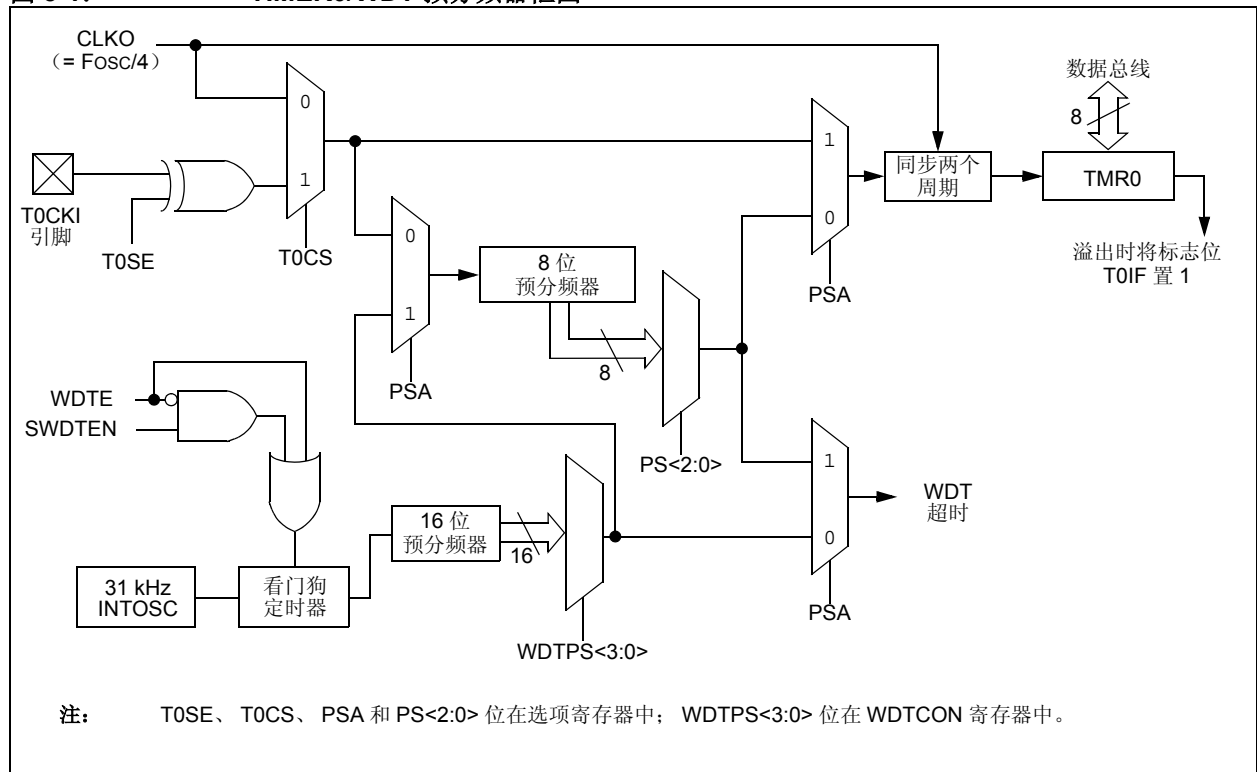 CLKO
（= FOSC/4）
0
1
T0CKI
引脚
T0SE
T0CS
0
1
PSA
8 位
预分频器
8
PS<2:0>
1
0
PSA
同步两个
周期
数据总线
8
TMR0
溢出时将标志位
T0IF 置 1
WDTE
SWDTEN
31 kHz
INTOSC
看门狗
定时器
16 位
预分频器
16
WDTPS<3:0>
1
0
PSA
WDT
超时
注： T0SE、 T0CS、 PSA 和 PS<2:0> 位在选项寄存器中； WDTPS<3:0> 位在 WDTCON 寄存器中。